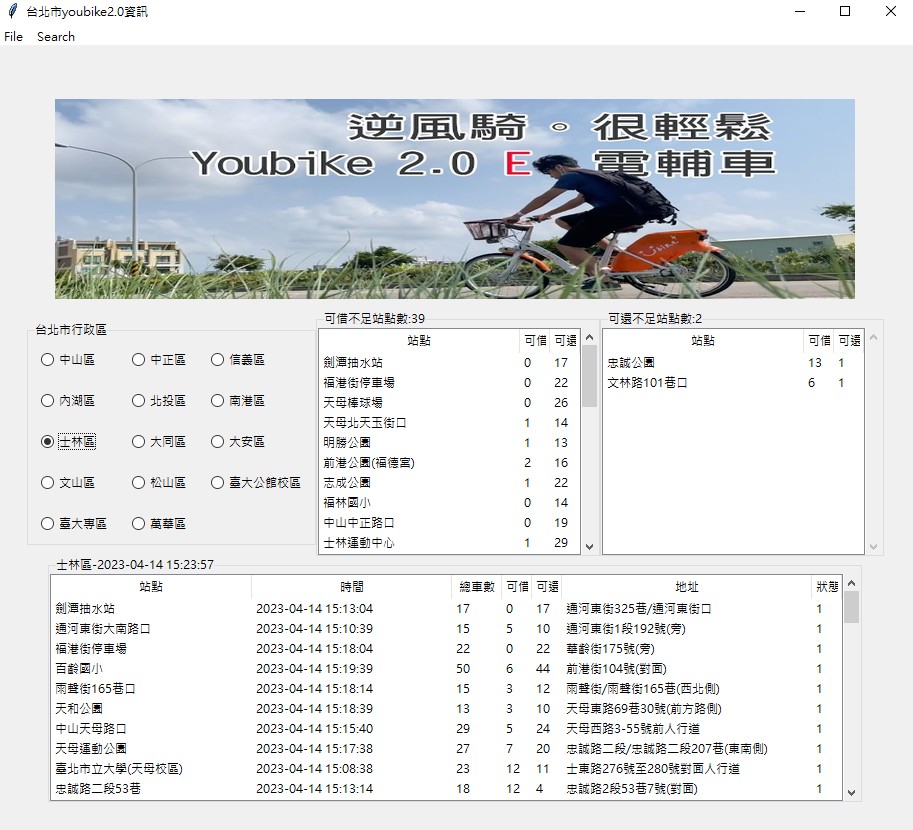 台北市youbike2.0資訊
File Search
逆風騎。很輕鬆
Youbike 2.0 E 電輔車
台北市行政區
中山區 中正區 信義區
內湖區 北投區 南港區
士林區 大同區 大安區
文山區 松山區 臺大公館校區
臺大專區 萬華區
可借不足站點數:39
站點 可借 可還
劍潭抽水站 0 17
福港街停車場 0 22
天母棒球場 0 26
天母北天玉街口 1 14
明勝公園 1 13
前港公園(福德宮) 2 16
志成公園 1 22
福林國小 0 14
中山中正路口 0 19
士林運動中心 1 29
可還不足站點數:2
站點 可借 可還
忠誠公園 13 1
文林路101巷口 6 1
士林區-2023-04-14 15:23:57
站點 時間 總車數 可借 可還 地址 狀態
劍潭抽水站 2023-04-14 15:13:04 17 0 17 通河東街325巷/通河東街口 1
通河東街大南路口 2023-04-14 15:10:39 15 5 10 通河東街1段192號(旁) 1
福港街停車場 2023-04-14 15:18:04 22 0 22 華齡街175號(旁) 1
百齡國小 2023-04-14 15:19:39 50 6 44 前港街104號(對面) 1
雨聲街165巷口 2023-04-14 15:18:14 15 3 12 雨聲街/雨聲街165巷(西北側) 1
天和公園 2023-04-14 15:18:39 13 3 10 天母東路69巷30號(前方路側) 1
中山天母路口 2023-04-14 15:15:40 29 5 24 天母西路3-55號前人行道 1
天母運動公園 2023-04-14 15:17:38 27 7 20 忠誠路二段/忠誠路二段207巷(東南側) 1
臺北市立大學(天母校區) 2023-04-14 15:08:38 23 12 11 士東路276號至280號對面人行道 1
忠誠路二段53巷 2023-04-14 15:13:14 18 12 4 忠誠路2段53巷7號(對面) 1